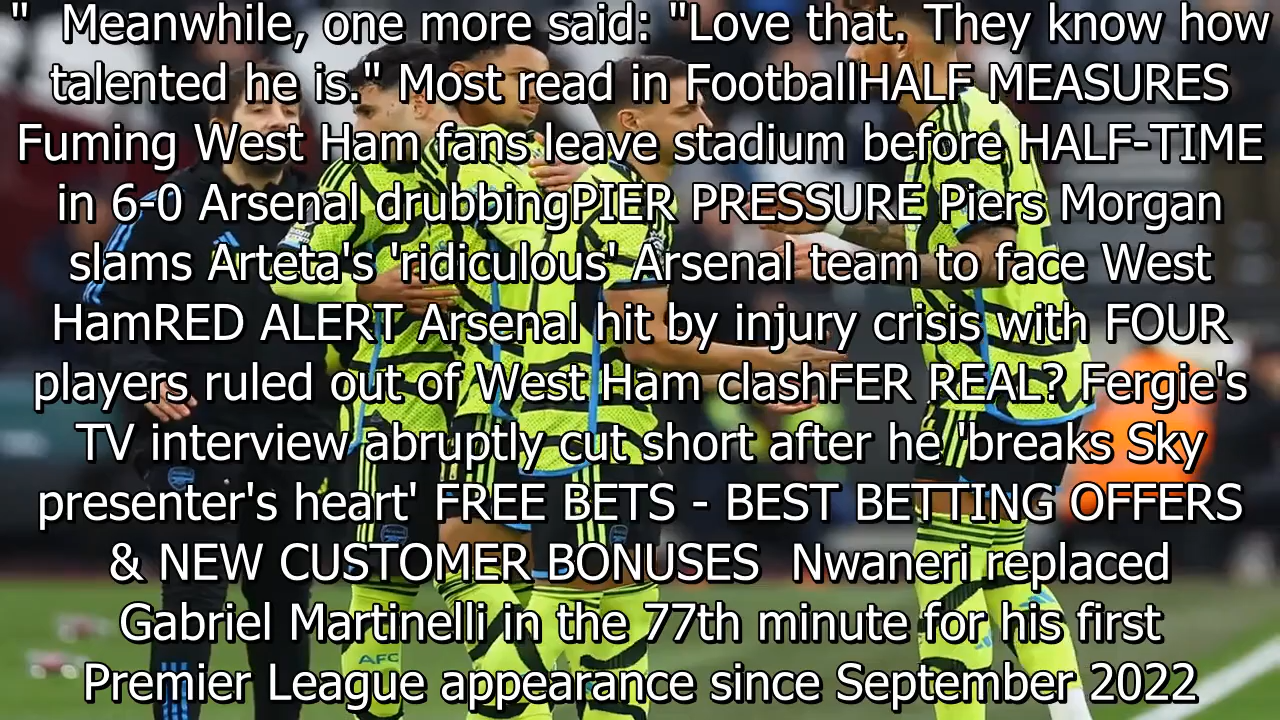 "  Meanwhile, one more said: "Love that. They know how
talented he is." Most read in FootballHALF MEASURES
Fuming West Ham fans leave stadium before HALF-TIME
in 6-0 Arsenal drubbingPIER PRESSURE Piers Morgan
slams Arteta's 'ridiculous' Arsenal team to face West
HamRED ALERT Arsenal hit by injury crisis with FOUR
players ruled out of West Ham clashFER REAL? Fergie's
TV interview abruptly cut short after he 'breaks Sky
presenter's heart' FREE BETS - BEST BETTING OFFERS
& NEW CUSTOMER BONUSES  Nwaneri replaced
Gabriel Martinelli in the 77th minute for his first
AFC
Premier League appearance since September 2022